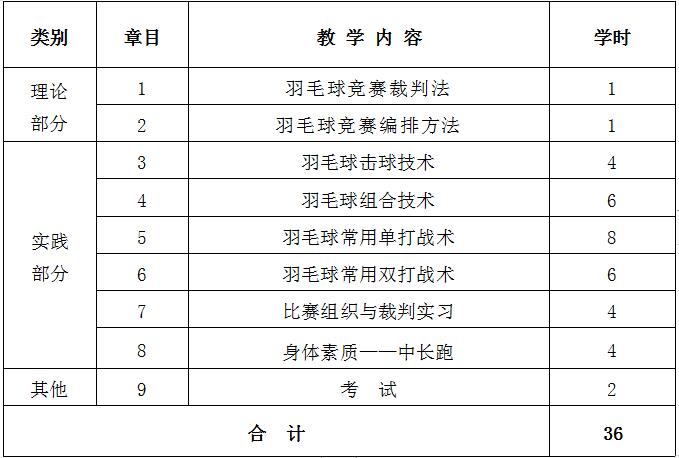 类别 章目 教 学 内 容 学时
理论部分 1 羽毛球竞赛裁判法 1
2 羽毛球竞赛编排方法 1
实践部分 3 羽毛球击球技术 4
4 羽毛球组合技术 6
5 羽毛球常用单打战术 8
6 羽毛球常用双打战术 6
7 比赛组织与裁判实习 4
8 身体素质——中长跑 4
其他 9 考 试 2
合 计 36